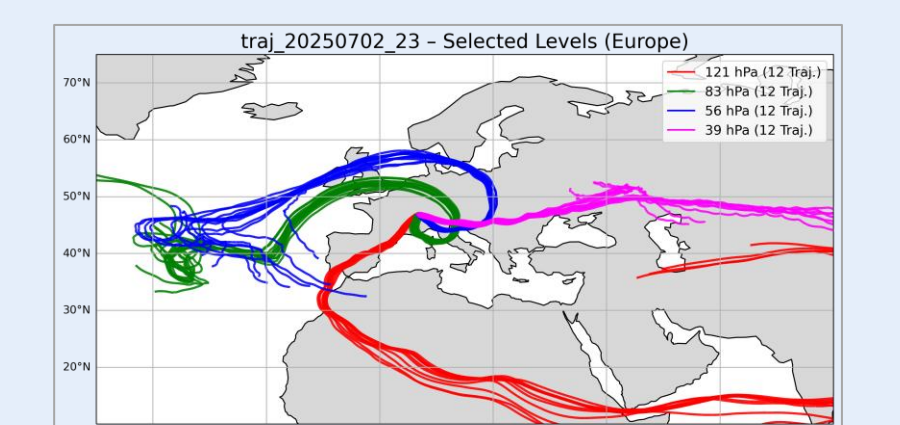 traj_20250702_23 – Selected Levels (Europe)
121 hPa (12 Traj.)
83 hPa (12 Traj.)
56 hPa (12 Traj.)
39 hPa (12 Traj.)
70°N
60°N
50°N
40°N
30°N
20°N